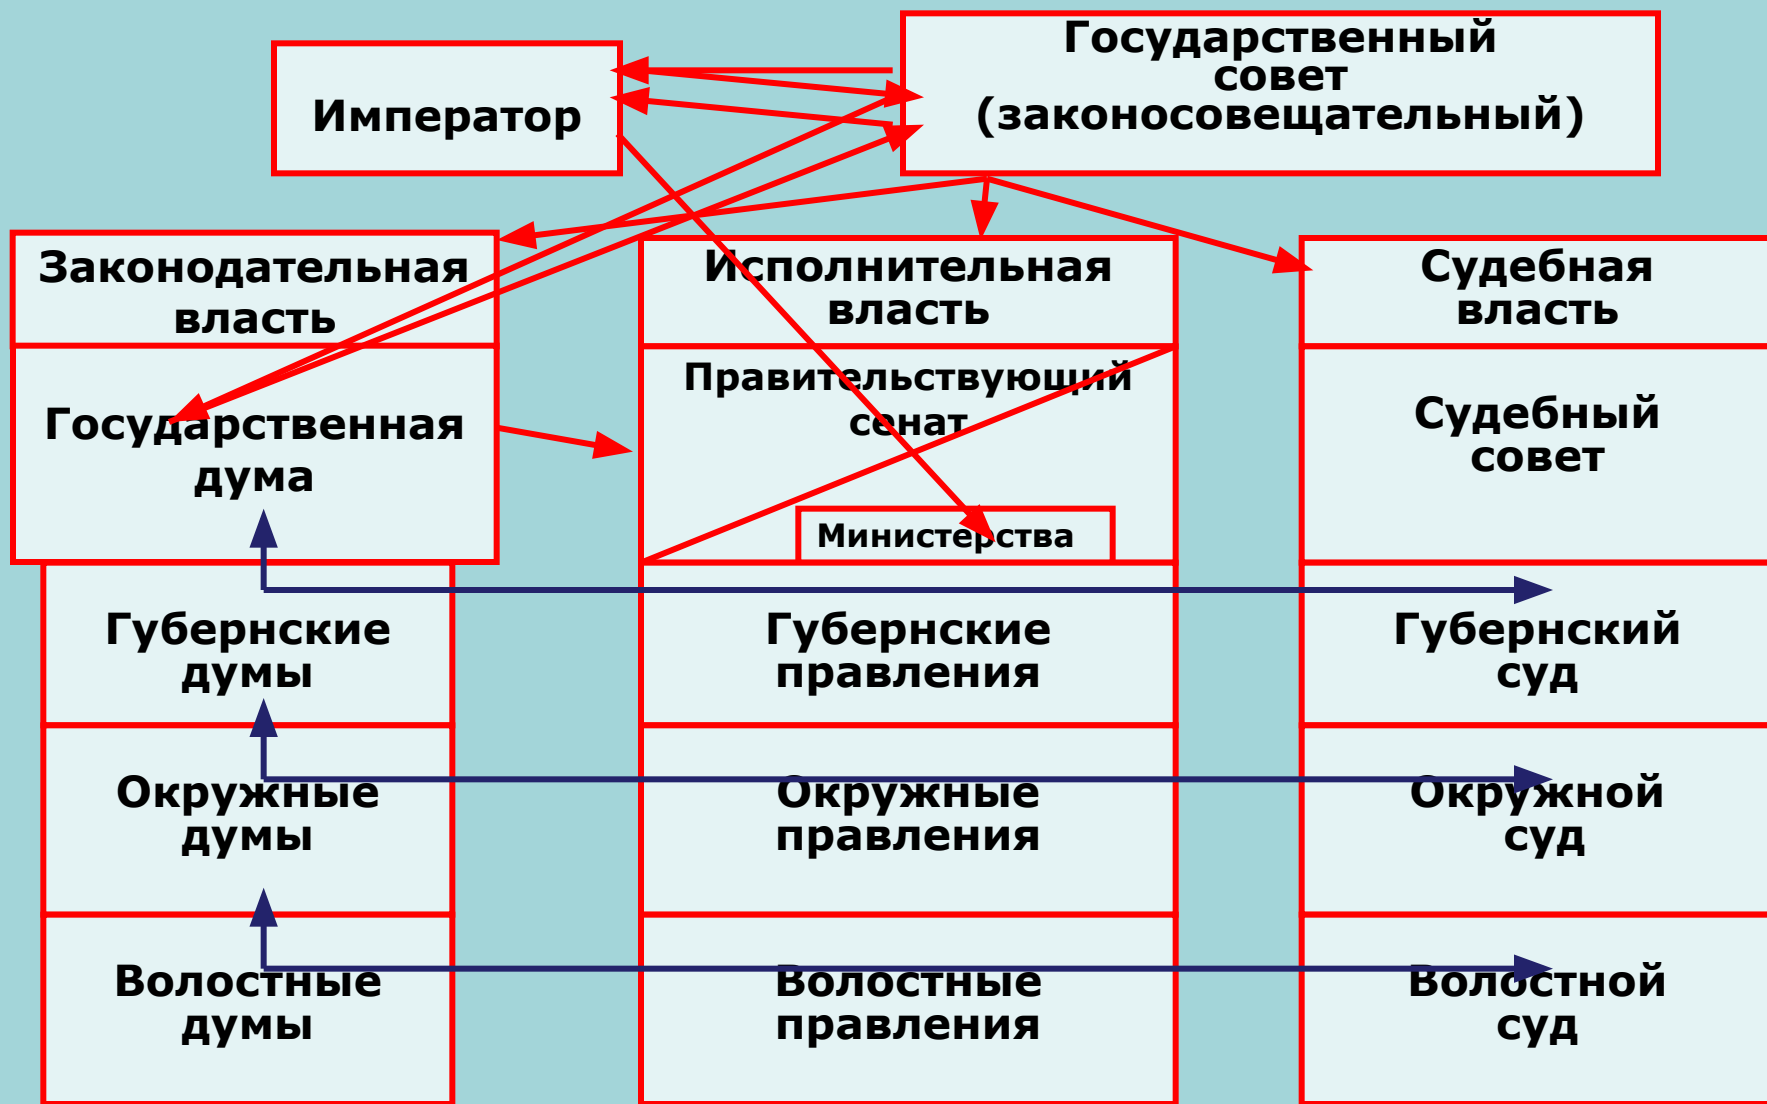 Император
Государственный
совет
(законосовещательный)
Законодательная
власть
Исполнительная
власть
Судебная
власть
Государственная
дума
Правительствующий
сенат
Министерства
Судебный
совет
Губернские
думы
Губернские
правления
Губернский
суд
Окружные
думы
Окружные
правления
Окружной
суд
Волостные
думы
Волостные
правления
Волостной
суд